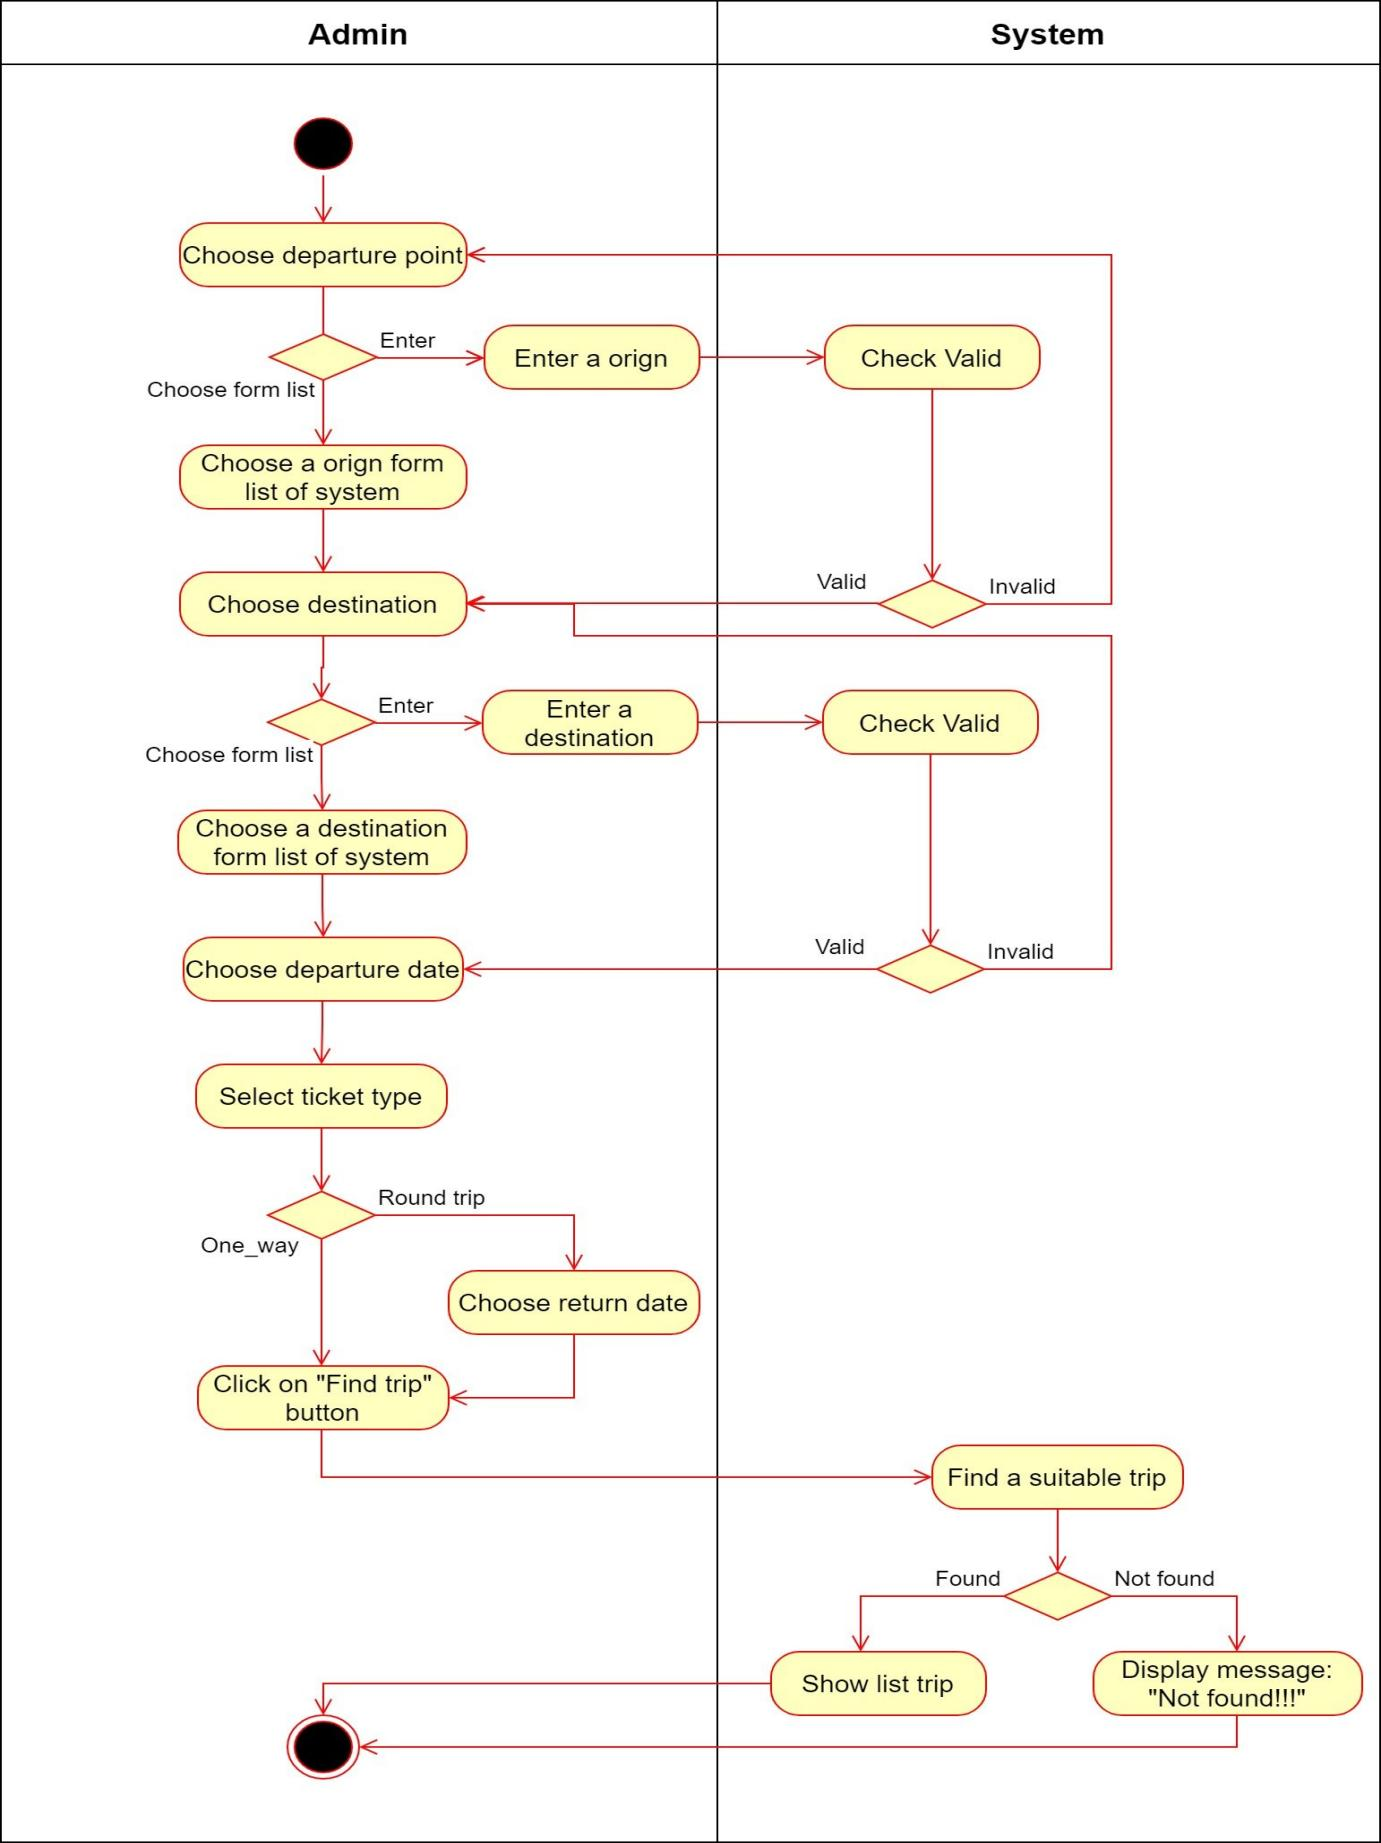 Admin
System
Choose departure point
Enter
Enter a orign
Check Valid
Choose form list
Choose a orign form
list of system
Choose destination
Valid
Invalid
Enter
Enter a
destination
Check Valid
Choose form list
Choose a destination
form list of system
Choose departure date
Valid
Invalid
Select ticket type
Round trip
One_way
Choose return date
Click on "Find trip"
button
Find a suitable trip
Found
Not found
Show list trip
Display message:
"Not found!!!"